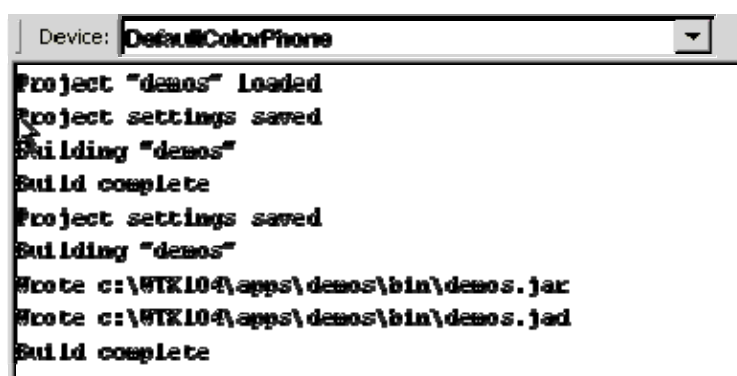 Device: DefaultColorPhone
Project "demos" loaded
Project settings saved
Building "demos"
Build complete
Project settings saved
Building "demos"
Wrote c:\WTK104\apps\demos\bin\demos.jar
Wrote c:\WTK104\apps\demos\bin\demos.jad
Build complete